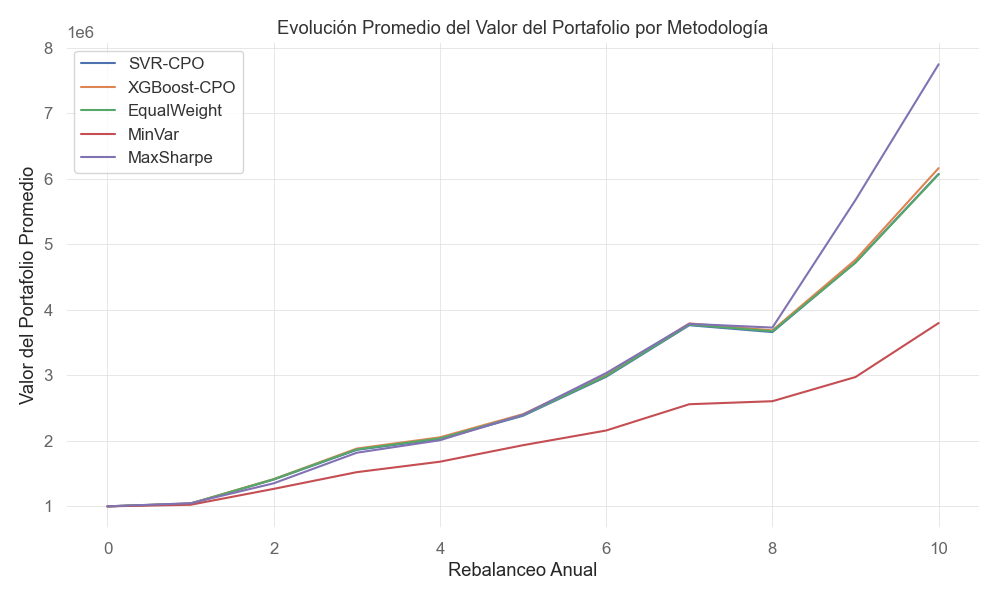 Evolución Promedio del Valor del Portafolio por Metodología
1e6
8
7
6
5
4
3
2
1
Valor del Portafolio Promedio
SVR-CPO
XGBoost-CPO
EqualWeight
MinVar
MaxSharpe
0 2 4 6 8 10
Rebalanceo Anual